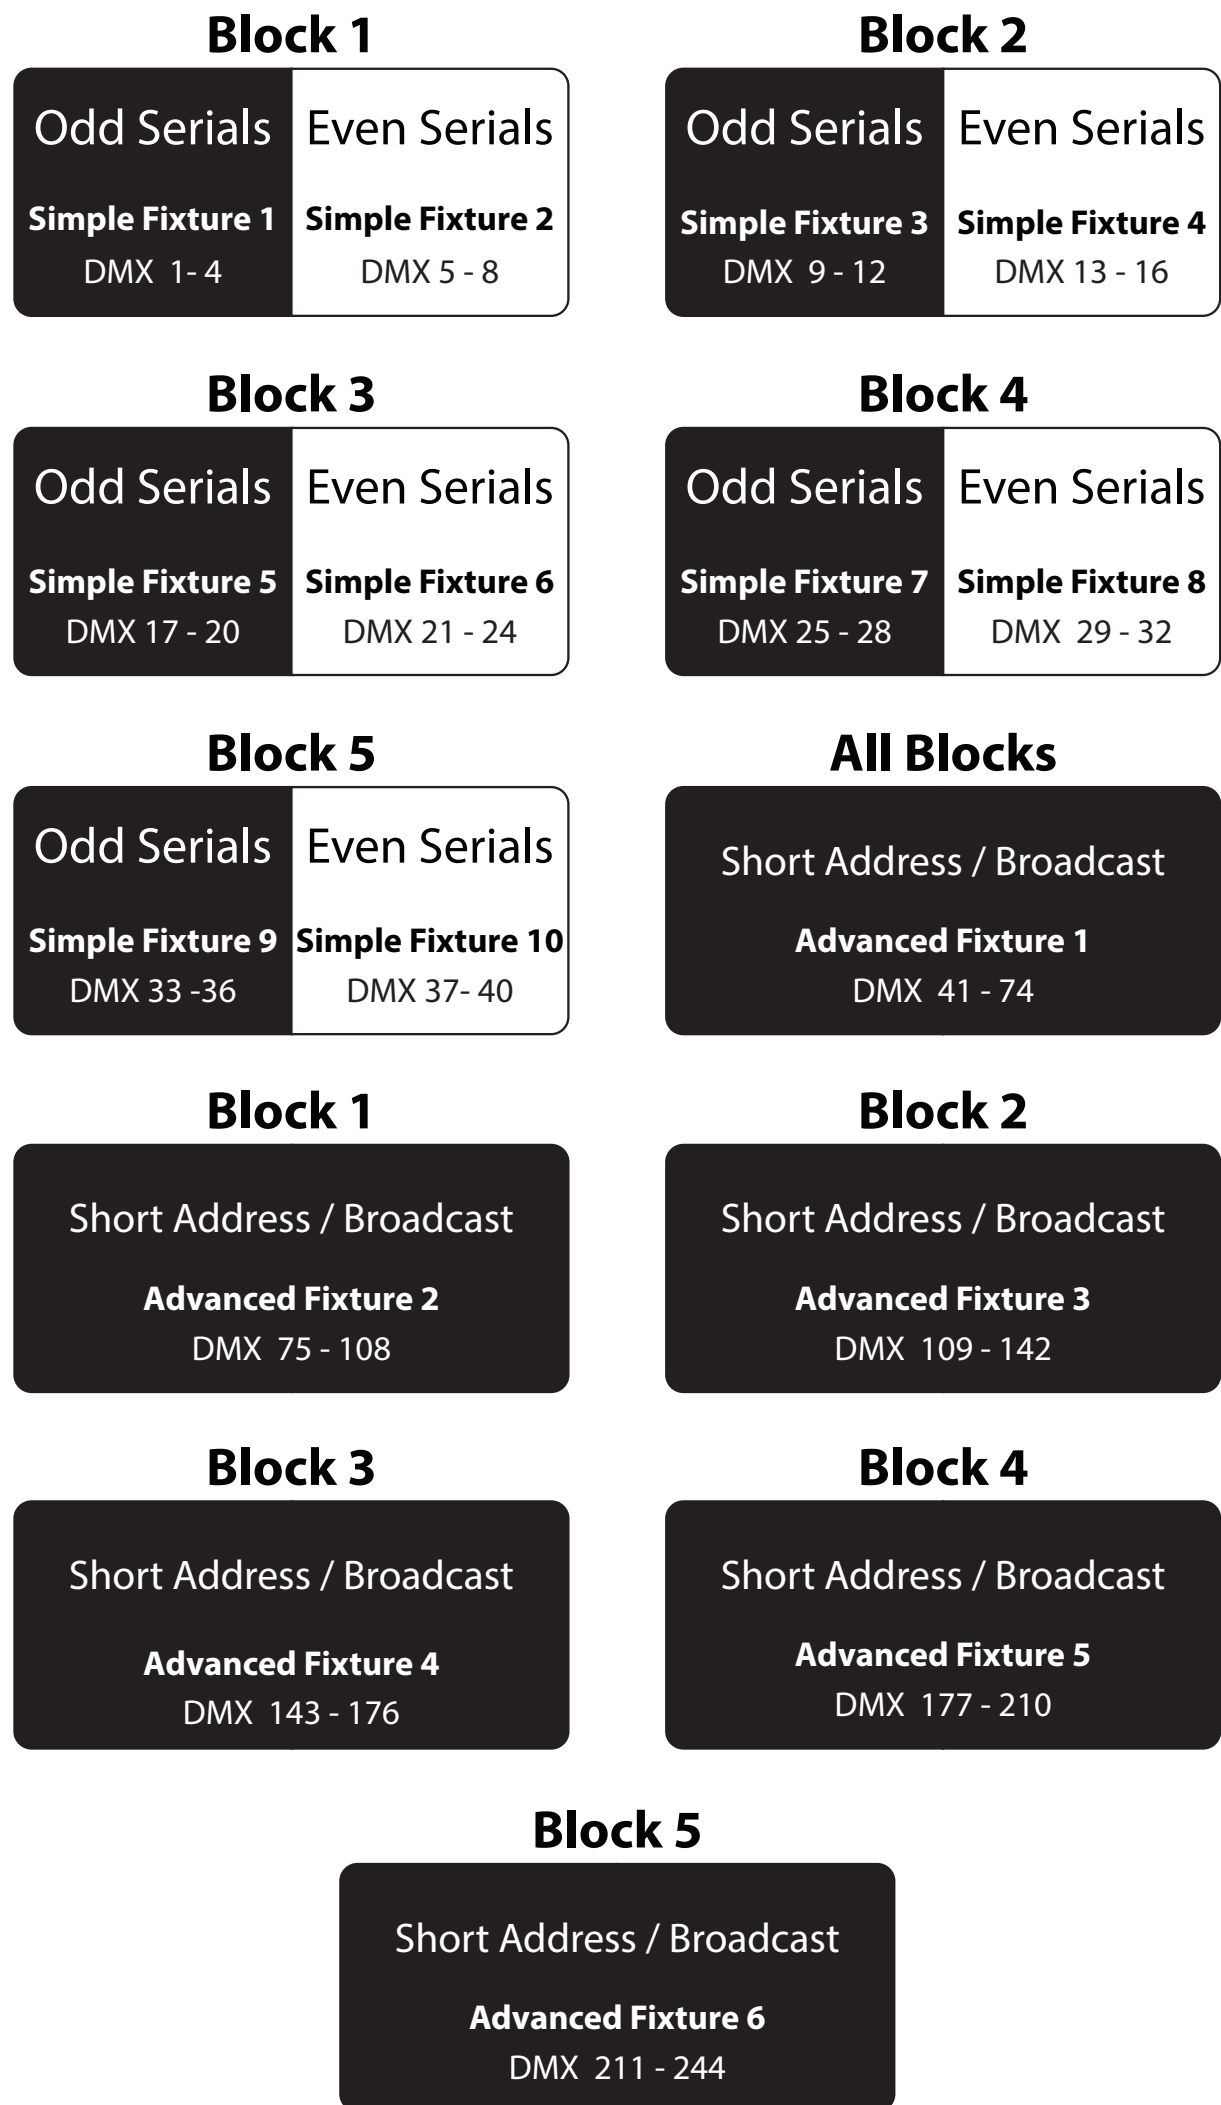 Block 1
Odd Serials
Simple Fixture 1
DMX 1- 4
Even Serials
Simple Fixture 2
DMX 5 - 8
Block 2
Odd Serials
Simple Fixture 3
DMX 9 - 12
Even Serials
Simple Fixture 4
DMX 13 - 16
Block 3
Odd Serials
Simple Fixture 5
DMX 17 - 20
Even Serials
Simple Fixture 6
DMX 21 - 24
Block 4
Odd Serials
Simple Fixture 7
DMX 25 - 28
Even Serials
Simple Fixture 8
DMX 29 - 32
Block 5
Odd Serials
Simple Fixture 9
DMX 33 -36
Even Serials
Simple Fixture 10
DMX 37- 40
All Blocks
Short Address / Broadcast
Advanced Fixture 1
DMX 41 - 74
Block 1
Short Address / Broadcast
Advanced Fixture 2
DMX 75 - 108
Block 2
Short Address / Broadcast
Advanced Fixture 3
DMX 109 - 142
Block 3
Short Address / Broadcast
Advanced Fixture 4
DMX 143 - 176
Block 4
Short Address / Broadcast
Advanced Fixture 5
DMX 177 - 210
Block 5
Short Address / Broadcast
Advanced Fixture 6
DMX 211 - 244